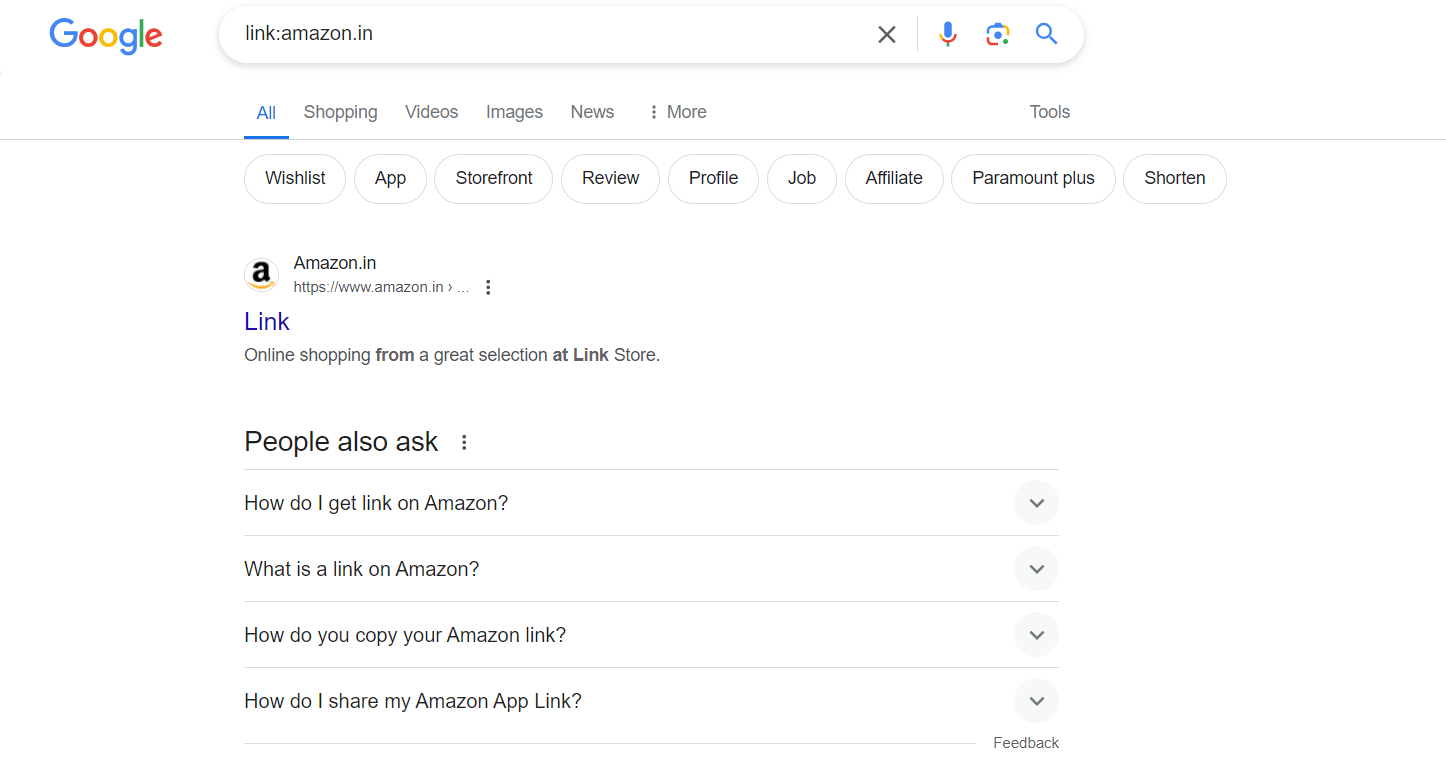 Google
link:amazon.in
All Shopping Videos Images News More Tools
Wishlist App Storefront Review Profile Job Affiliate Paramount plus Shorten
a
Amazon.in
https://www.amazon.in › ...
Link
Online shopping from a great selection at Link Store.
People also ask
How do I get link on Amazon?
What is a link on Amazon?
How do you copy your Amazon link?
How do I share my Amazon App Link?
Feedback